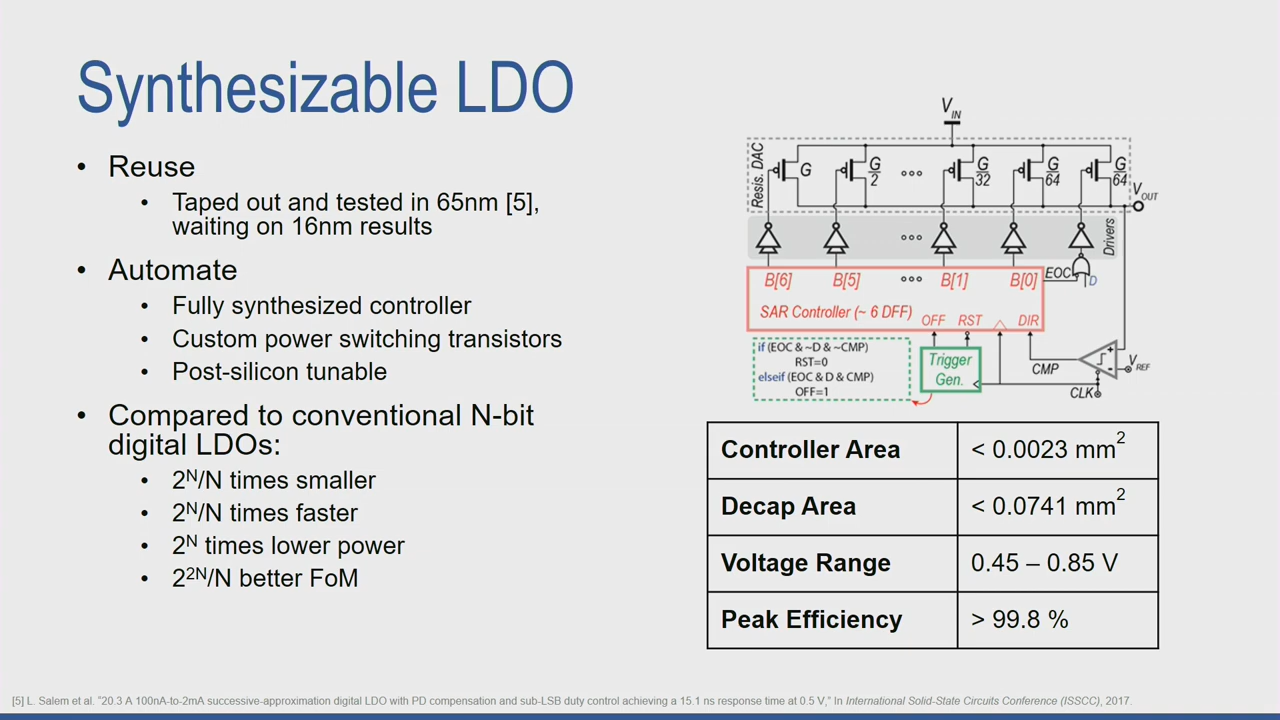 Synthesizable LDO
• Reuse
• Taped out and tested in 65nm [5],
waiting on 16nm results
• Automate
• Fully synthesized controller
• Custom power switching transistors
• Post-silicon tunable
• Compared to conventional N-bit
digital LDOs:
• 2^N/N times smaller
• 2^N/N times faster
• 2^N times lower power
• 2^2N/N better FoM
V_IN
Resis. DAC
G G/2 ooo G/32 G/64 G/64
V_OUT
ooo Drivers
B[6] B[5] ooo B[1] B[0] EOC D
SAR Controller (~ 6 DFF) OFF RST DIR
if (EOC & ~D & ~CMP)
RST=0
elseif (EOC & D & CMP)
OFF=1
Trigger
Gen.
CMP
+
-
V_REF
CLK
Controller Area < 0.0023 mm²
Decap Area < 0.0741 mm²
Voltage Range 0.45 – 0.85 V
Peak Efficiency > 99.8 %
[5] L. Salem et al. "20.3 A 100nA-to-2mA successive-approximation digital LDO with PD compensation and sub-LSB duty control achieving a 15.1 ns response time at 0.5 V," In International Solid-State Circuits Conference (ISSCC), 2017.